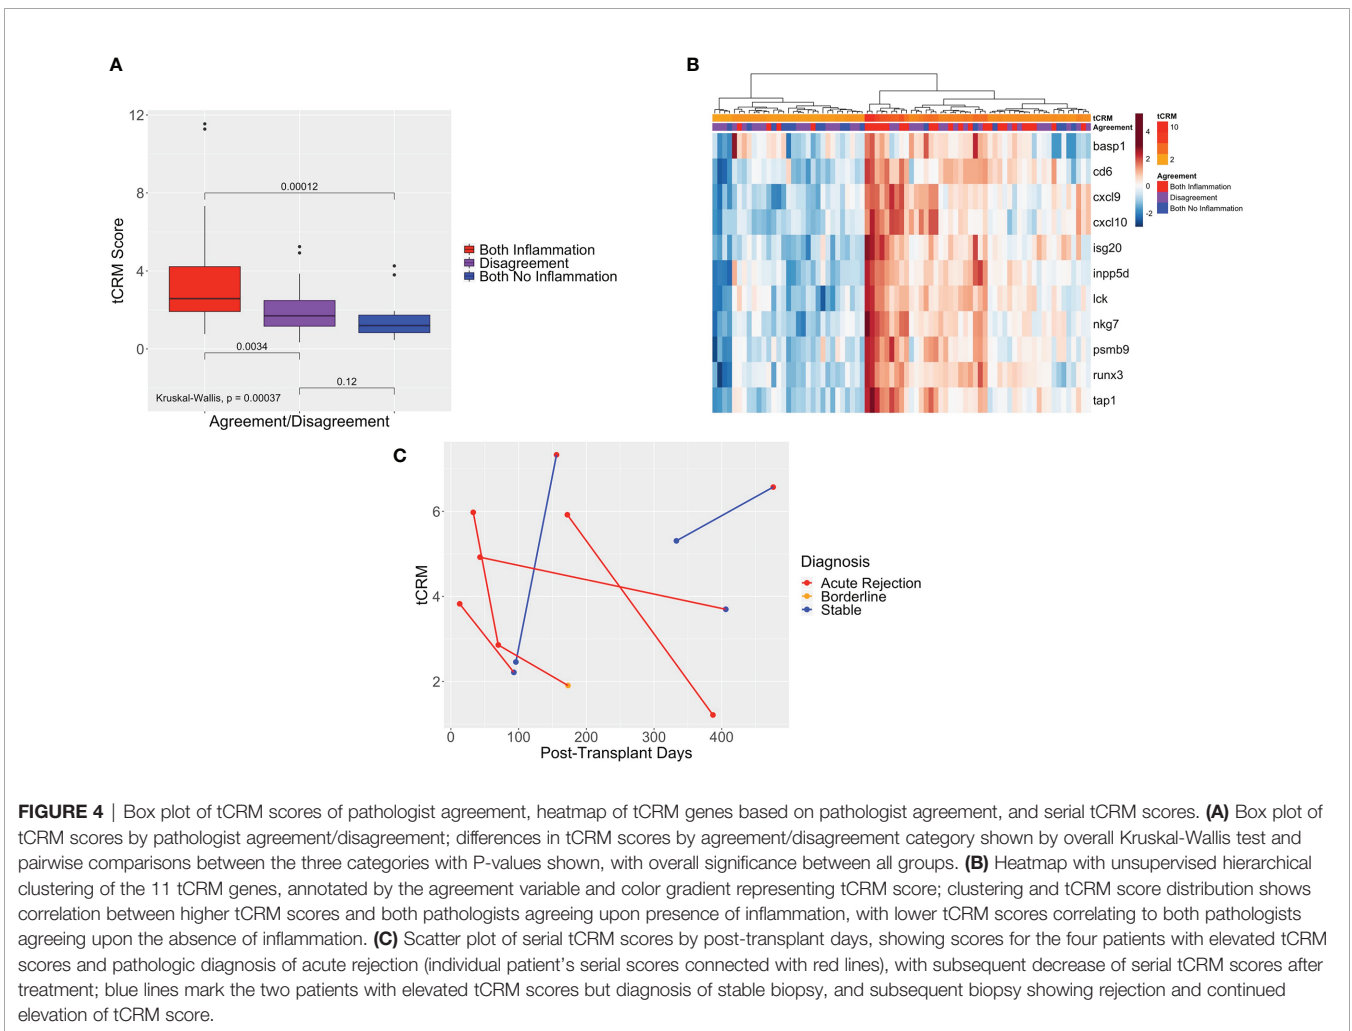 A
12
8
4
0
tCRM Score
0.00012
0.0034
0.12
Kruskal-Wallis, p = 0.00037
Agreement/Disagreement
Both Inflammation
Disagreement
Both No Inflammation
B
tCRM
Agreement
basp1
cd6
cxcl9
cxcl10
isg20
inpp5d
lck
nkg7
psmb9
runx3
tap1
4
2
0
-2
tCRM
10
2
Agreement
Both Inflammation
Disagreement
Both No Inflammation
C
6
4
2
tCRM
0 100 200 300 400
Post-Transplant Days
Diagnosis
Acute Rejection
Borderline
Stable
FIGURE 4 | Box plot of tCRM scores of pathologist agreement, heatmap of tCRM genes based on pathologist agreement, and serial tCRM scores. (A) Box plot of
tCRM scores by pathologist agreement/disagreement; differences in tCRM scores by agreement/disagreement category shown by overall Kruskal-Wallis test and
pairwise comparisons between the three categories with P-values shown, with overall significance between all groups. (B) Heatmap with unsupervised hierarchical
clustering of the 11 tCRM genes, annotated by the agreement variable and color gradient representing tCRM score; clustering and tCRM score distribution shows
correlation between higher tCRM scores and both pathologists agreeing upon presence of inflammation, with lower tCRM scores correlating to both pathologists
agreeing upon the absence of inflammation. (C) Scatter plot of serial tCRM scores by post-transplant days, showing scores for the four patients with elevated tCRM
scores and pathologic diagnosis of acute rejection (individual patient's serial scores connected with red lines), with subsequent decrease of serial tCRM scores after
treatment; blue lines mark the two patients with elevated tCRM scores but diagnosis of stable biopsy, and subsequent biopsy showing rejection and continued
elevation of tCRM score.